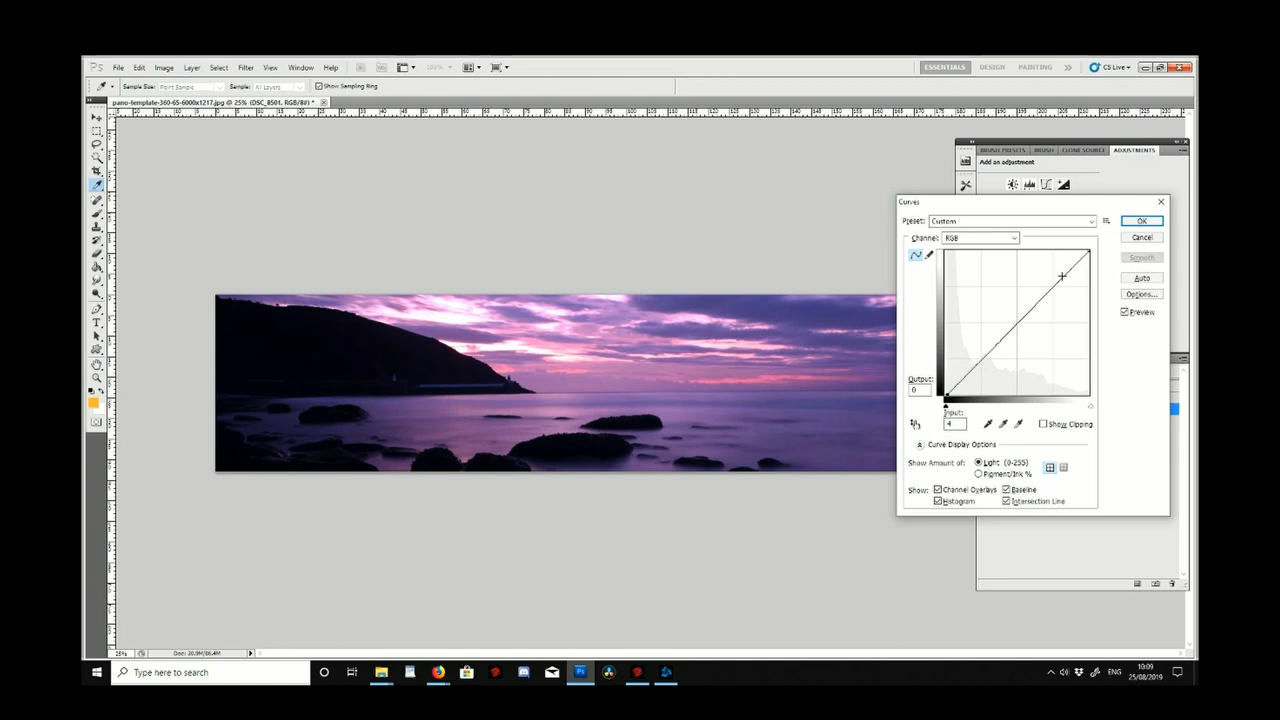 Ps File Edit Image Layer Select Filter View Window Help 100% ESSENTIALS DESIGN PAINTING CS Live
Sample Size: Point Sample Sample: All Layers Show Sampling Ring
pano-template-360-65-6000x1217.jpg @ 25% (DSC_8501, RGB/8#) *
BRUSH PRESETS BRUSH CLONE SOURCE ADJUSTMENTS
Add an adjustment
Curves
Preset: Custom OK
Channel: RGB Cancel
Smooth
Auto
Options...
Preview
Output:
0
Input:
4 Show Clipping
Curve Display Options
Show Amount of: Light (0-255)
Pigment/Ink %
Show: Channel Overlays Baseline
Histogram Intersection Line
25% Doc: 20.9M/86.4M
Type here to search
Ps
ENG
10:09
25/08/2019